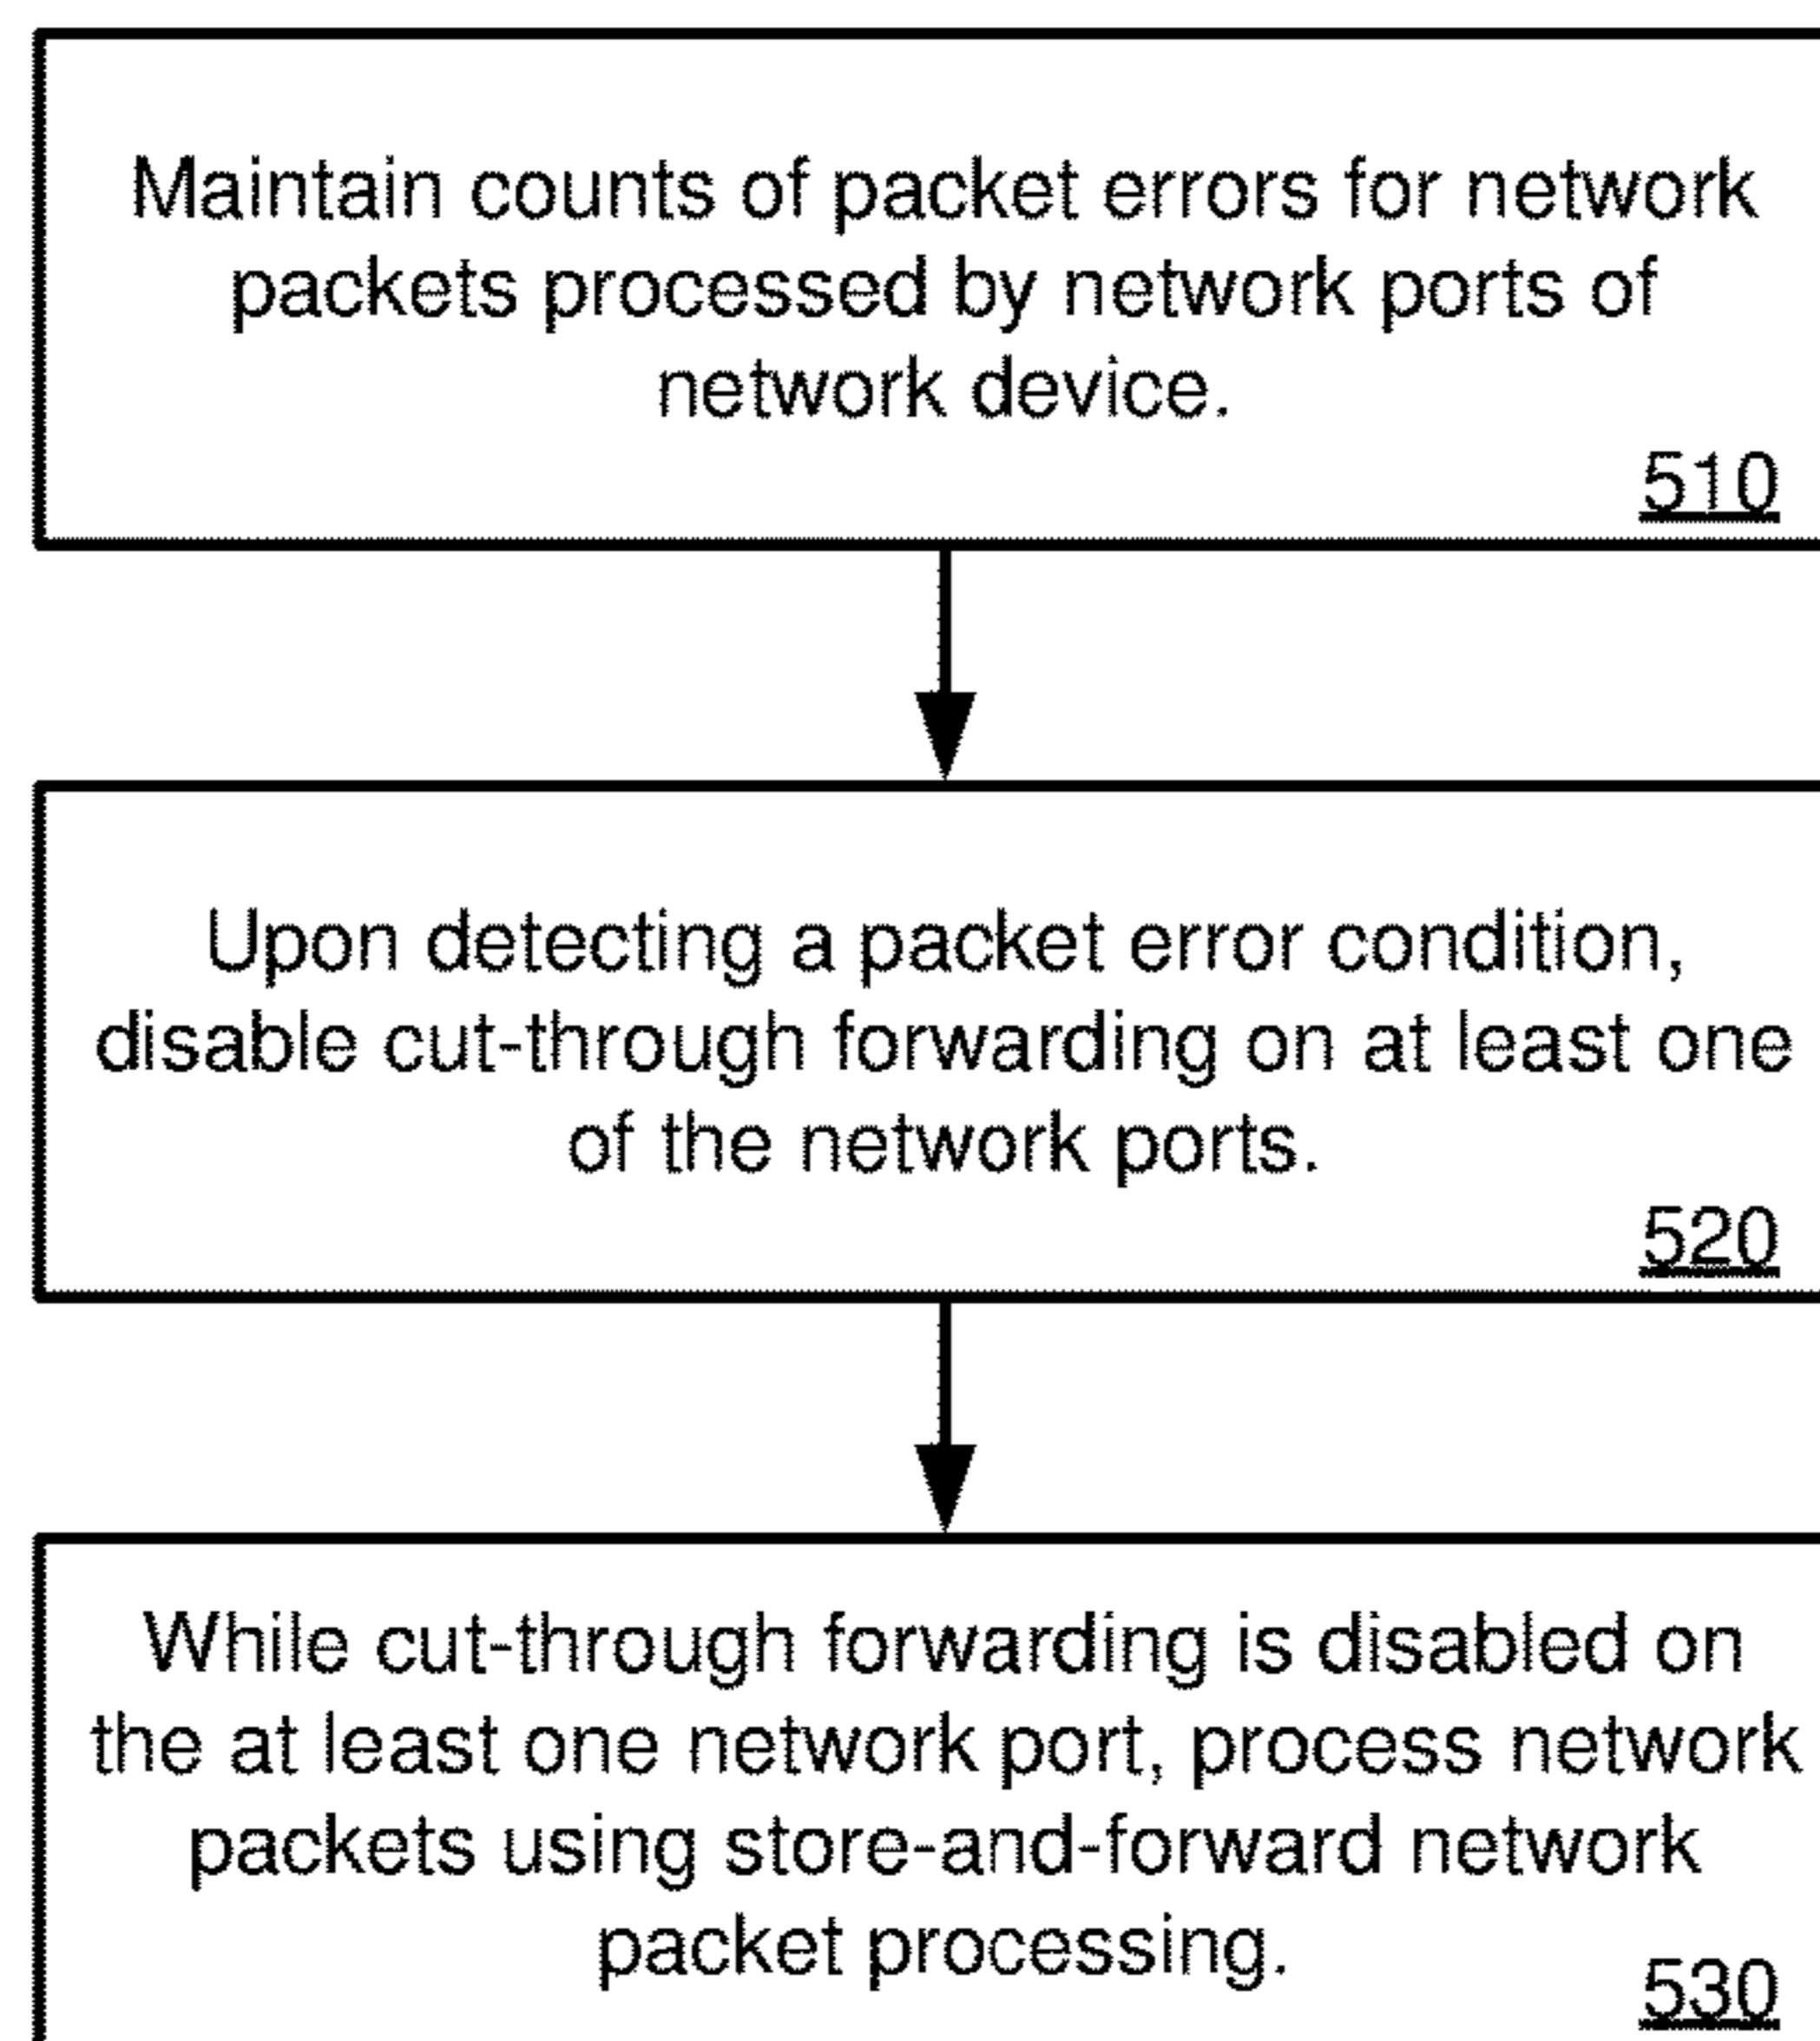 Maintain counts of packet errors for network
packets processed by network ports of
network device.
510
Upon detecting a packet error condition,
disable cut-through forwarding on at least one
of the network ports.
520
While cut-through forwarding is disabled on
the at least one network port, process network
packets using store-and-forward network
packet processing.
530